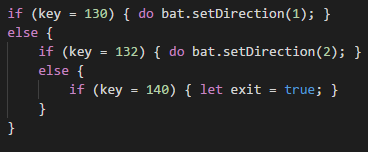 if (key = 130) { do bat.setDirection(1); }
else {
    if (key = 132) { do bat.setDirection(2); }
    else {
        if (key = 140) { let exit = true; }
    }
}